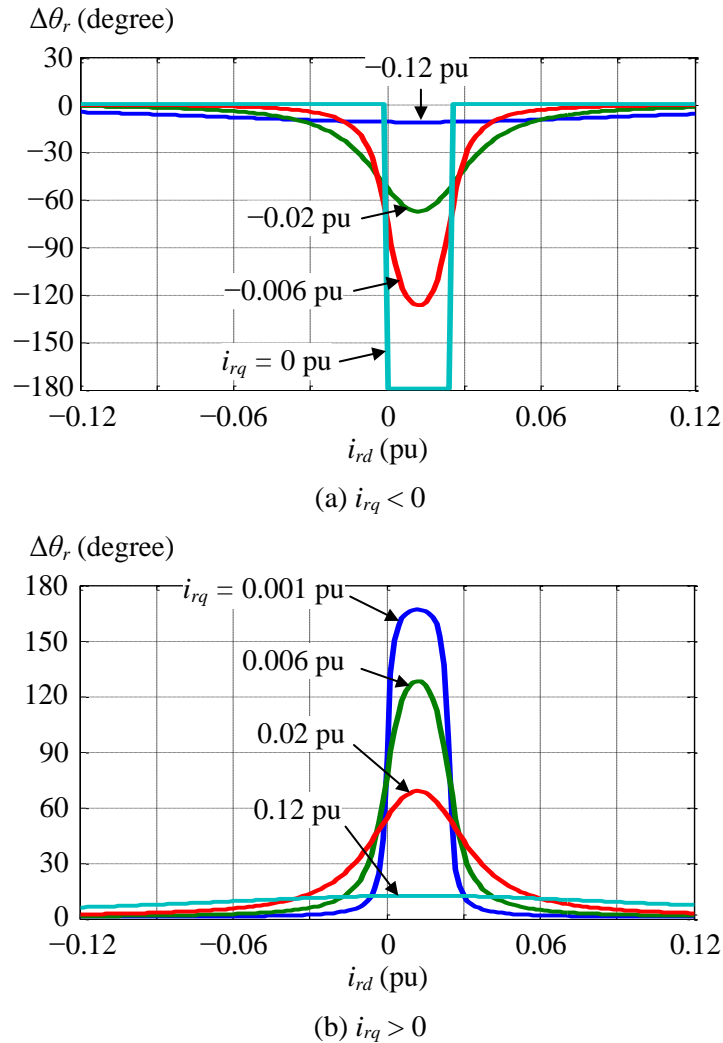 Δθr (degree)
30
−0.12 pu
0
−30
−60
−0.02 pu
−90
−0.006 pu
−120
−150
irq = 0 pu
−180
−0.12 −0.06 0 0.06 0.12
ird (pu)
(a) irq < 0
Δθr (degree)
180
irq = 0.001 pu
150
0.006 pu
120
90
0.02 pu
60
0.12 pu
30
0
−0.12 −0.06 0 0.06 0.12
ird (pu)
(b) irq > 0